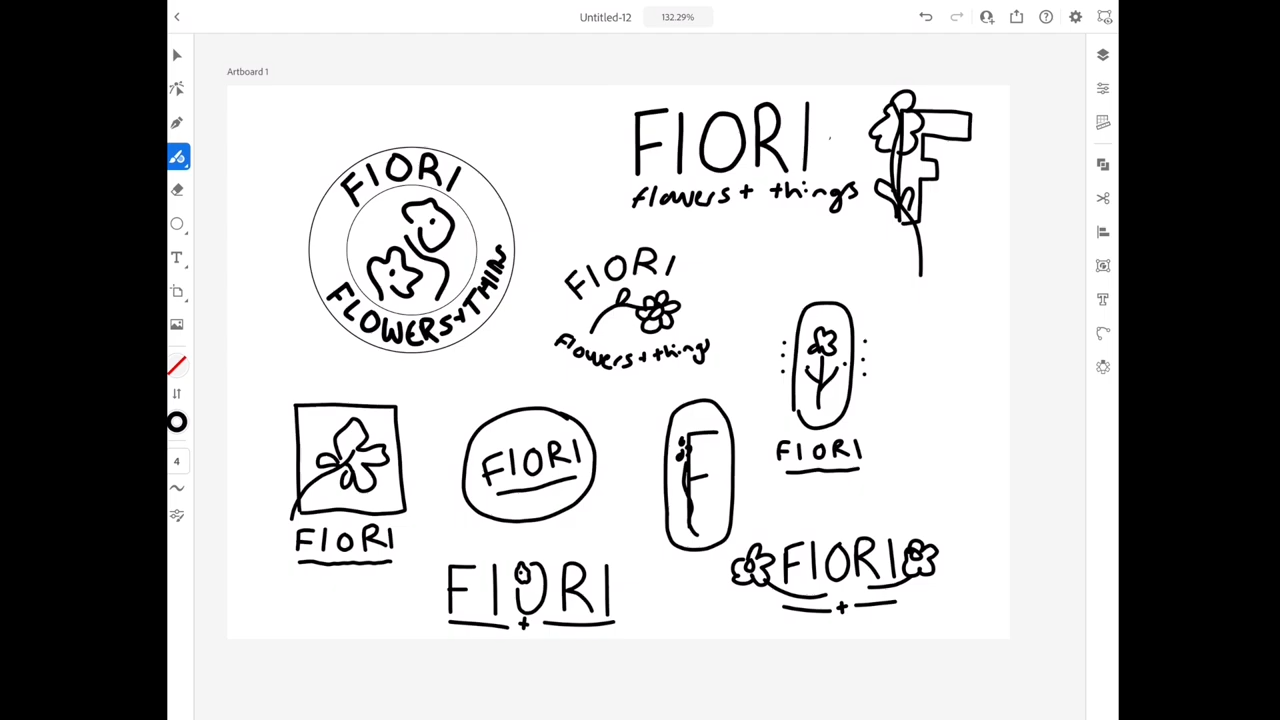 Untitled-12
132.29%
Artboard 1
FIORI
flowers + things
F
FIORI
FLOWERS + THIN
FIORI
Flowers + things
FIORI
FIORI
F
FIORI
FIORI
+
FIORI
+